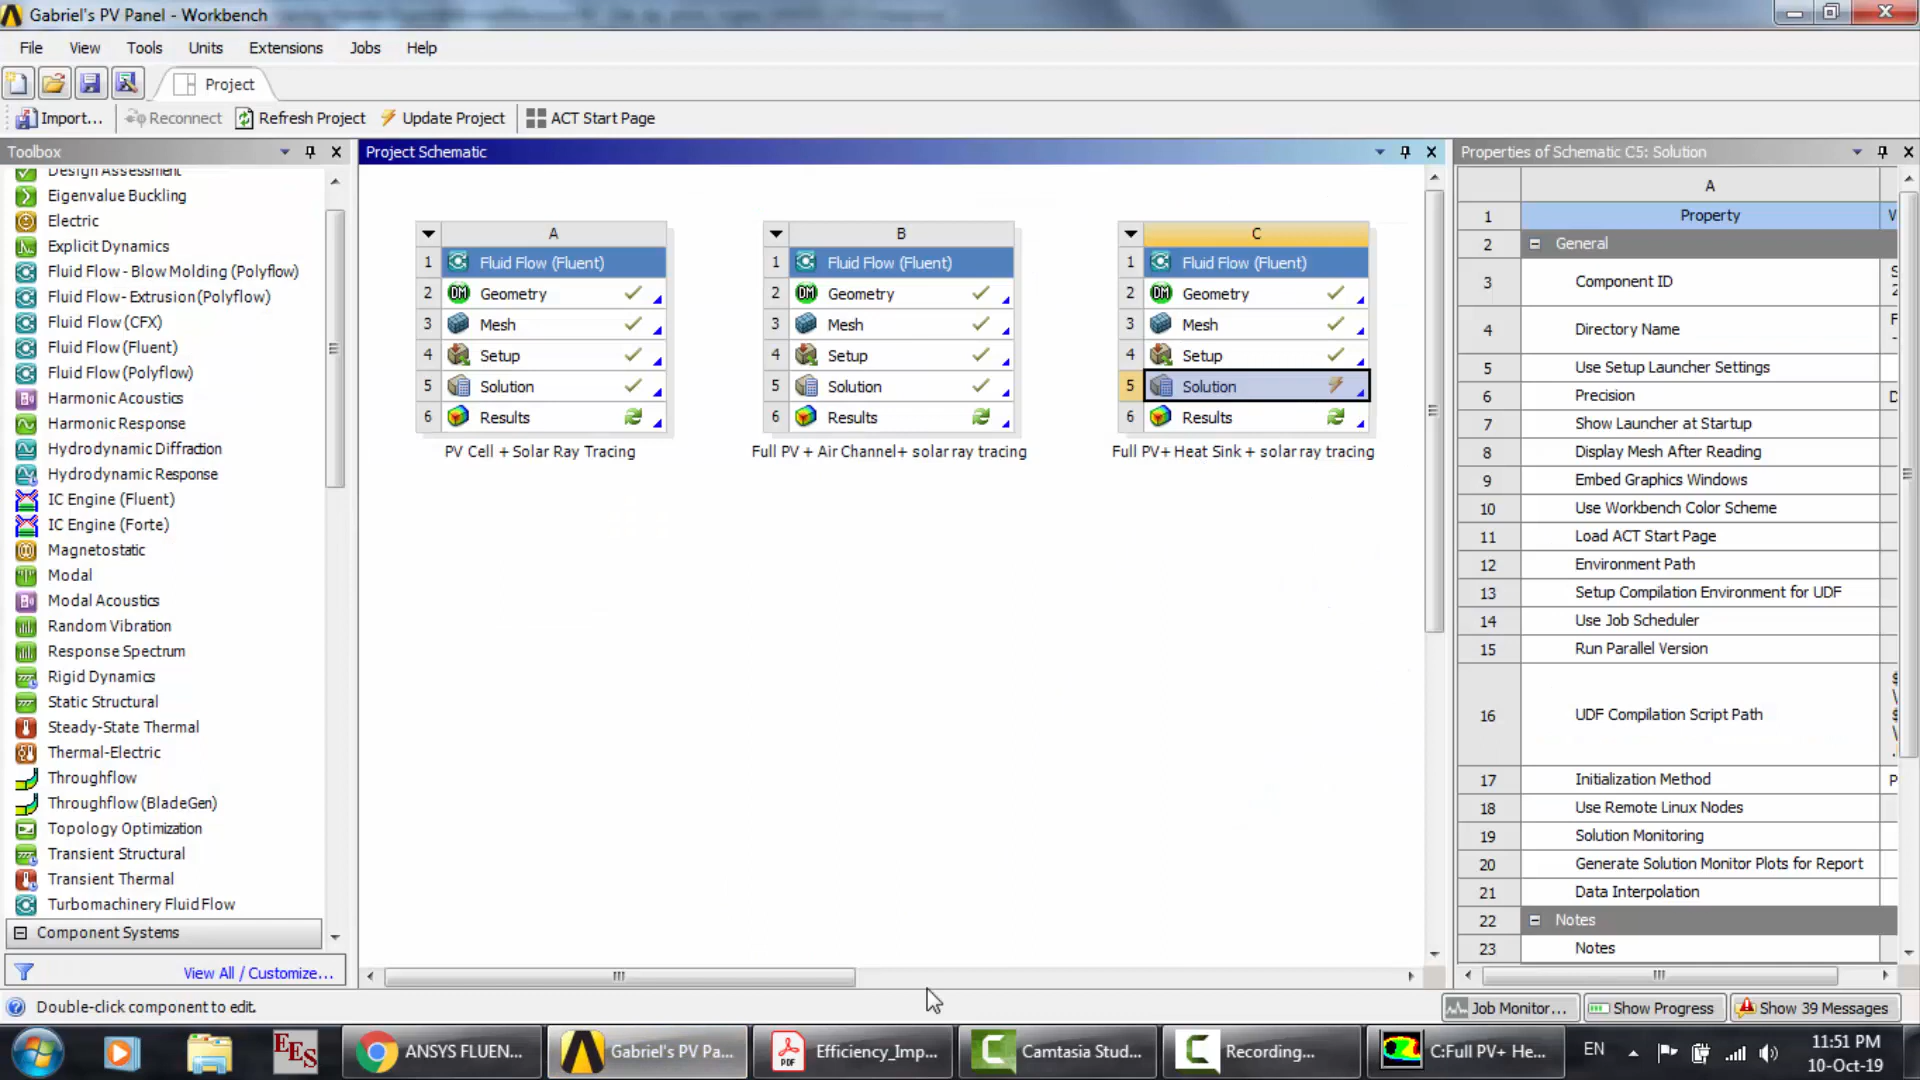 Gabriel's PV Panel - Workbench
File View Tools Units Extensions Jobs Help
Project
Import... Reconnect Refresh Project Update Project ACT Start Page
Toolbox
Design Assessment
Eigenvalue Buckling
Electric
Explicit Dynamics
Fluid Flow - Blow Molding (Polyflow)
Fluid Flow- Extrusion (Polyflow)
Fluid Flow (CFX)
Fluid Flow (Fluent)
Fluid Flow (Polyflow)
Harmonic Acoustics
Harmonic Response
Hydrodynamic Diffraction
Hydrodynamic Response
IC Engine (Fluent)
IC Engine (Forte)
Magnetostatic
Modal
Modal Acoustics
Random Vibration
Response Spectrum
Rigid Dynamics
Static Structural
Steady-State Thermal
Thermal-Electric
Throughflow
Throughflow (BladeGen)
Topology Optimization
Transient Structural
Transient Thermal
Turbomachinery Fluid Flow
Component Systems
View All / Customize...
Project Schematic
A
1 Fluid Flow (Fluent)
2 DM Geometry
3 Mesh
4 Setup
5 Solution
6 Results
PV Cell + Solar Ray Tracing
B
1 Fluid Flow (Fluent)
2 DM Geometry
3 Mesh
4 Setup
5 Solution
6 Results
Full PV + Air Channel+ solar ray tracing
C
1 Fluid Flow (Fluent)
2 DM Geometry
3 Mesh
4 Setup
5 Solution
6 Results
Full PV+ Heat Sink + solar ray tracing
Properties of Schematic C5: Solution
A
1 Property
2 General
3 Component ID
4 Directory Name
5 Use Setup Launcher Settings
6 Precision D
7 Show Launcher at Startup
8 Display Mesh After Reading
9 Embed Graphics Windows
10 Use Workbench Color Scheme
11 Load ACT Start Page
12 Environment Path
13 Setup Compilation Environment for UDF
14 Use Job Scheduler
15 Run Parallel Version
16 UDF Compilation Script Path
17 Initialization Method P
18 Use Remote Linux Nodes
19 Solution Monitoring
20 Generate Solution Monitor Plots for Report
21 Data Interpolation
22 Notes
23 Notes
Double-click component to edit.
Job Monitor... Show Progress Show 39 Messages
EES ANSYS FLUEN... Gabriel's PV Pa... PDF Efficiency_Imp... Camtasia Stud... Recording... C:Full PV+ He... EN 11:51 PM
10-Oct-19